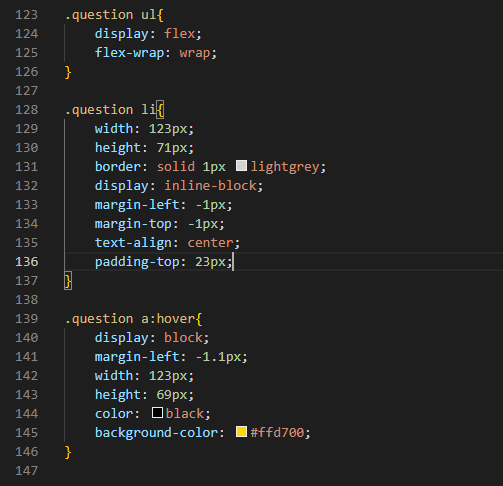 123 .question ul{
124 display: flex;
125 flex-wrap: wrap;
126 }
127
128 .question li{
129 width: 123px;
130 height: 71px;
131 border: solid 1px lightgrey;
132 display: inline-block;
133 margin-left: -1px;
134 margin-top: -1px;
135 text-align: center;
136 padding-top: 23px;
137 }
138
139 .question a:hover{
140 display: block;
141 margin-left: -1.1px;
142 width: 123px;
143 height: 69px;
144 color: black;
145 background-color: #ffd700;
146 }
147